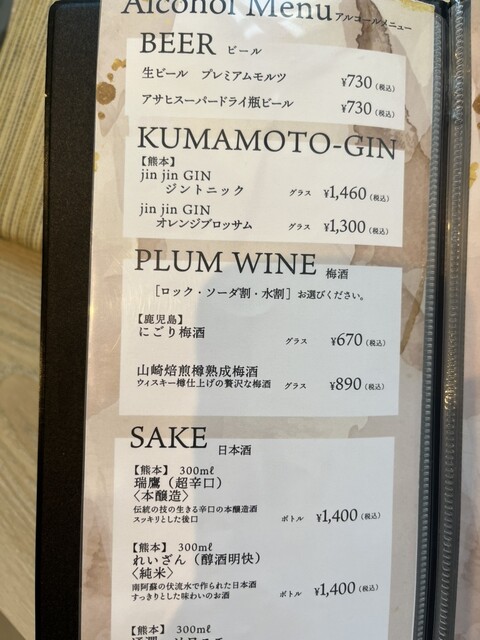 Alcohol Menu アルコールメニュー
BEER ビール
生ビール プレミアムモルツ ¥730(税込)
アサヒスーパードライ瓶ビール ¥730(税込)
KUMAMOTO-GIN
【熊本】
jin jin GIN
ジントニック グラス ¥1,460(税込)
jin jin GIN
オレンジブロッサム グラス ¥1,300(税込)
PLUM WINE 梅酒
[ロック・ソーダ割・水割]お選びください。
【鹿児島】
にごり梅酒 グラス ¥670(税込)
山崎焙煎樽熟成梅酒
ウィスキー樽仕上げの贅沢な梅酒 グラス ¥890(税込)
SAKE 日本酒
【熊本】 300mℓ
瑞鷹(超辛口)
〈本醸造〉
伝統の技の生きる辛口の本醸造酒
スッキリとした後口 ボトル ¥1,400(税込)
【熊本】 300mℓ
れいざん(醇酒明快)
〈純米〉
南阿蘇の伏流水で作られた日本酒
すっきりとした味わいのお酒 ボトル ¥1,400(税込)
【熊本】 300mℓ